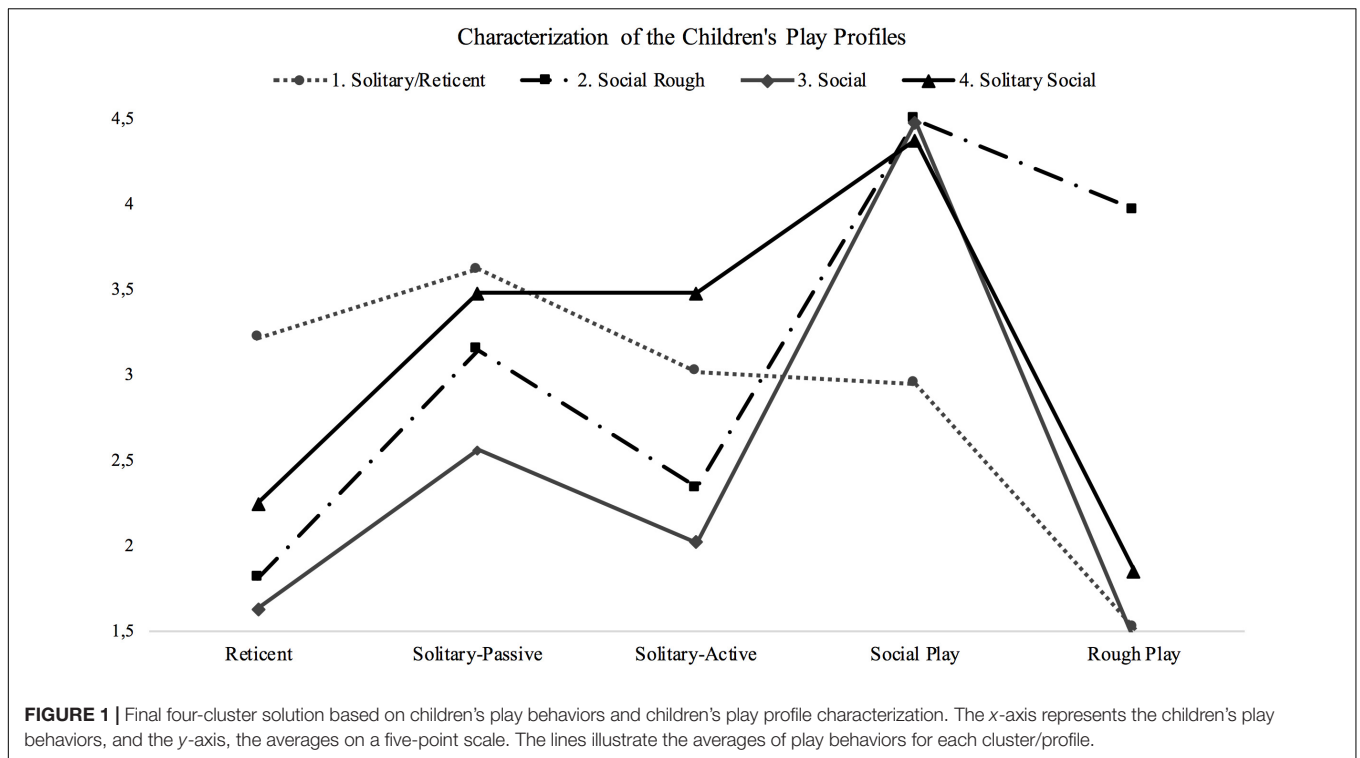 Characterization of the Children's Play Profiles
1. Solitary/Reticent 2. Social Rough 3. Social 4. Solitary Social
4,5
4
3,5
3
2,5
2
1,5
Reticent Solitary-Passive Solitary-Active Social Play Rough Play
FIGURE 1 | Final four-cluster solution based on children's play behaviors and children's play profile characterization. The x-axis represents the children's play
behaviors, and the y-axis, the averages on a five-point scale. The lines illustrate the averages of play behaviors for each cluster/profile.